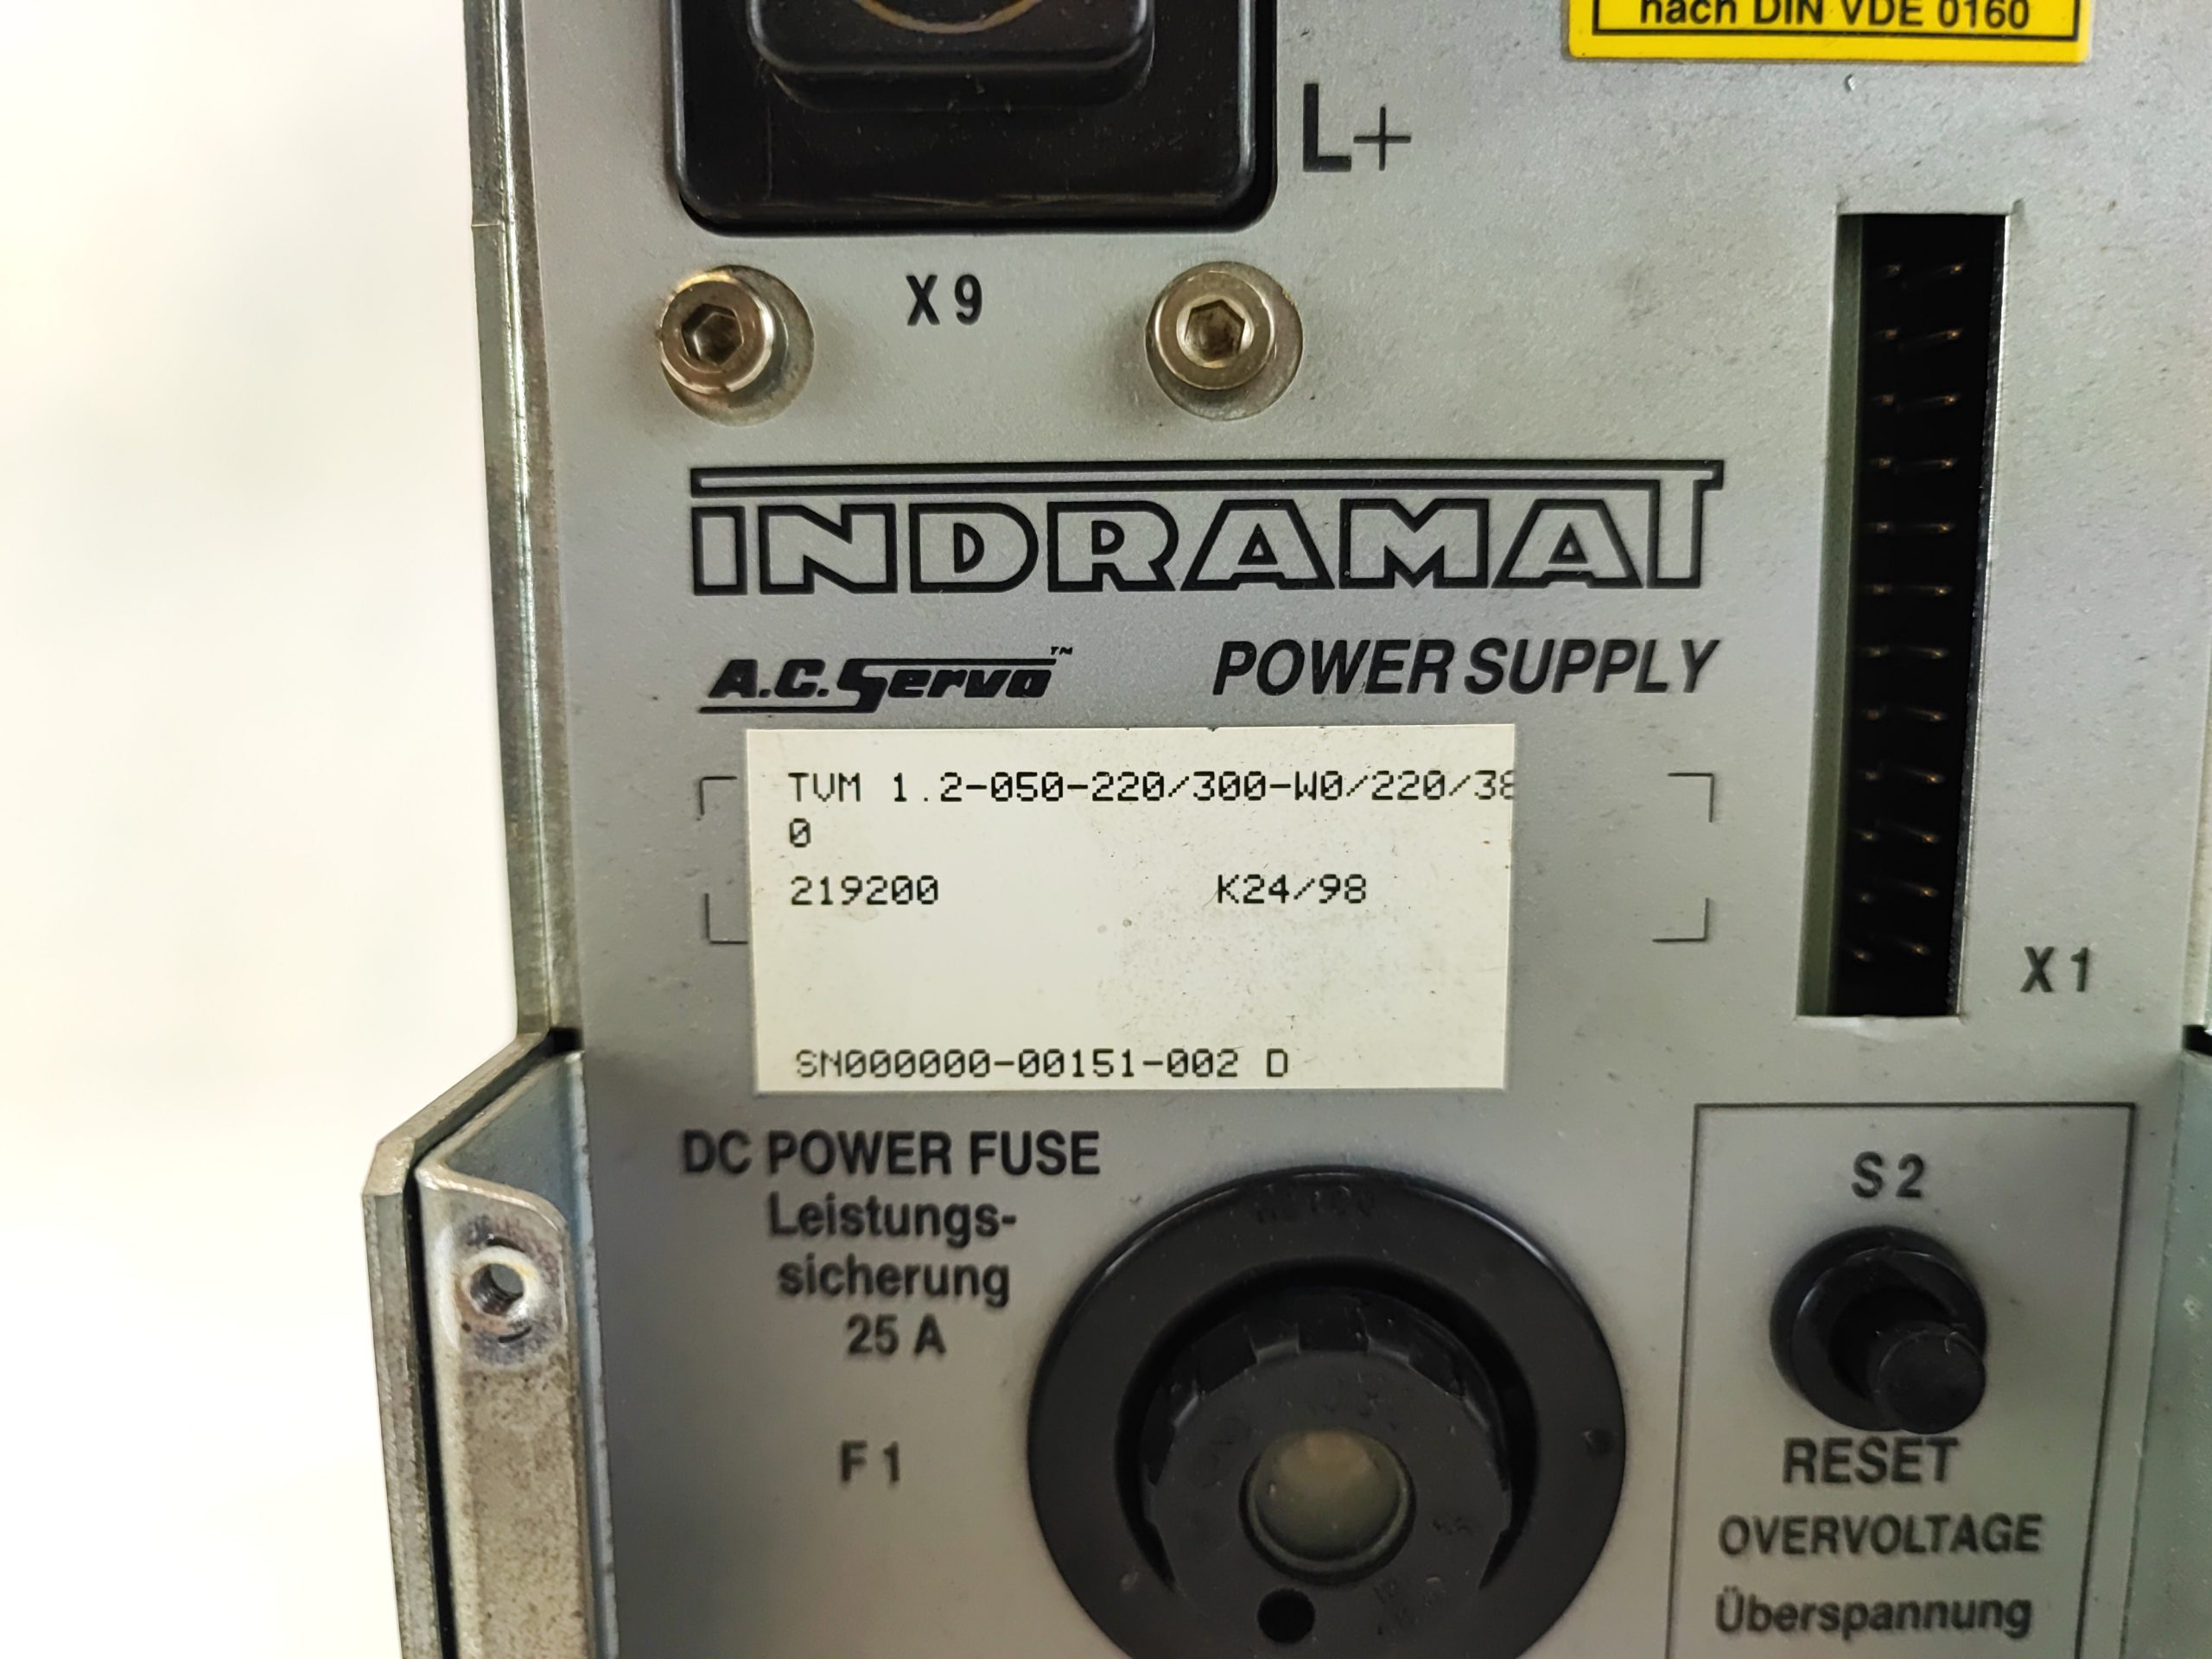 nach DIN VDE 0160
L+
X9
INDRAMAT
A.C. Servo™ POWER SUPPLY
TVM 1.2-050-220/300-W0/220/38
0
219200 K24/98
X1
SN000000-00151-002 D
DC POWER FUSE
Leistungs-
sicherung
25 A
F1
S2
RESET
OVERVOLTAGE
Überspannung